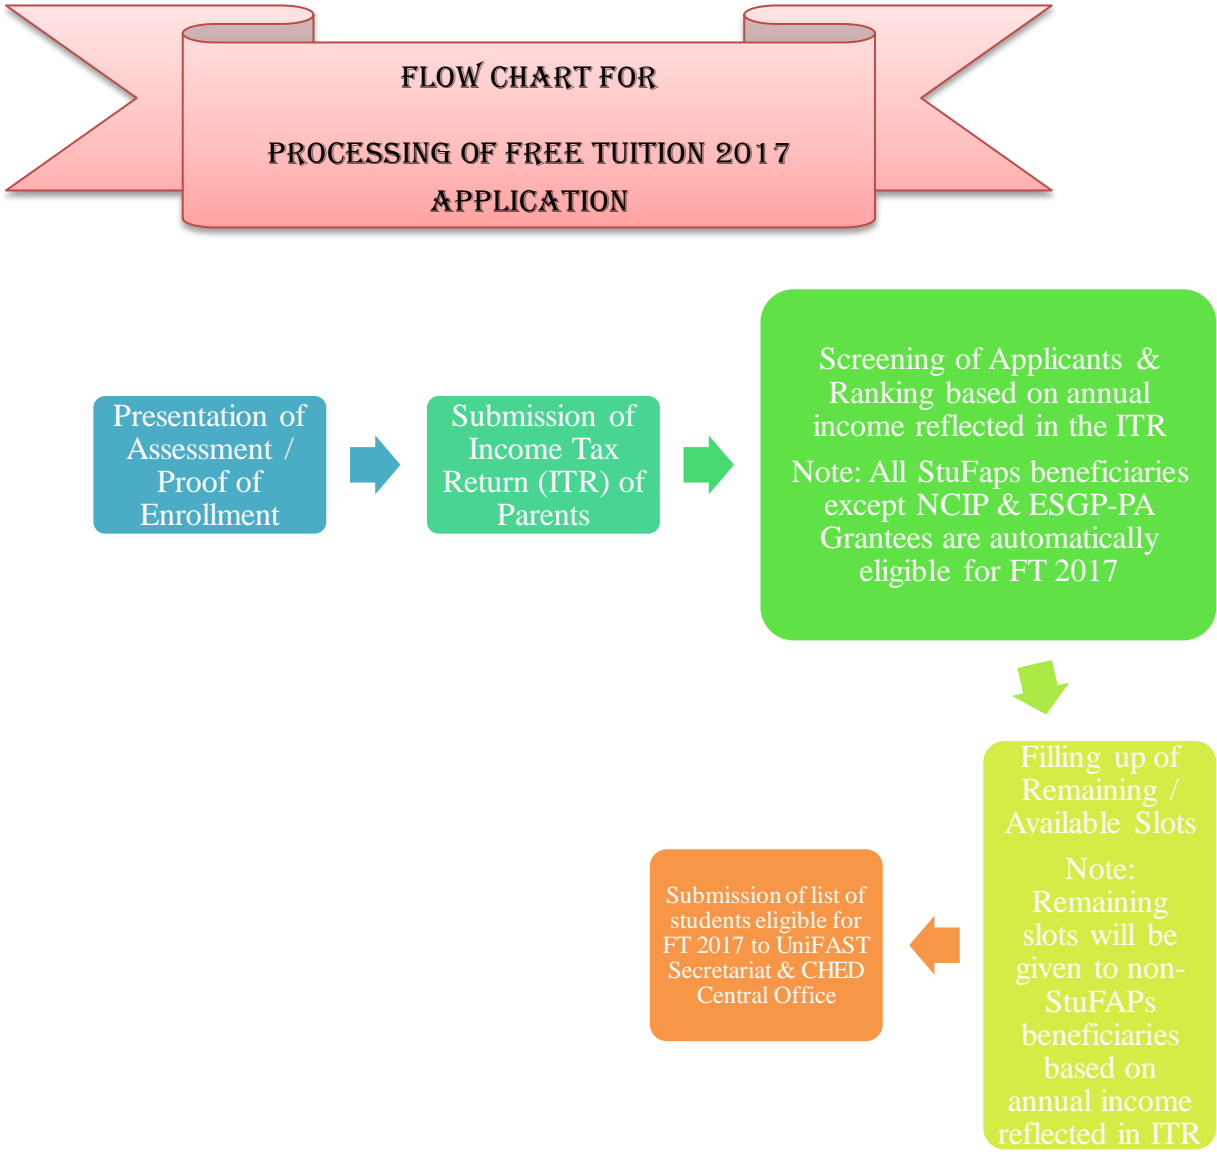 FLOW CHART FOR
PROCESSING OF FREE TUITION 2017
APPLICATION
Presentation of
Assessment /
Proof of
Enrollment
Submission of
Income Tax
Return (ITR) of
Parents
Screening of Applicants &
Ranking based on annual
income reflected in the ITR
Note: All StuFaps beneficiaries
except NCIP & ESGP-PA
Grantees are automatically
eligible for FT 2017
Filling up of
Remaining /
Available Slots
Note:
Remaining
slots will be
given to non-
StuFAPs
beneficiaries
based on
annual income
reflected in ITR
Submission of list of
students eligible for
FT 2017 to UniFAST
Secretariat & CHED
Central Office